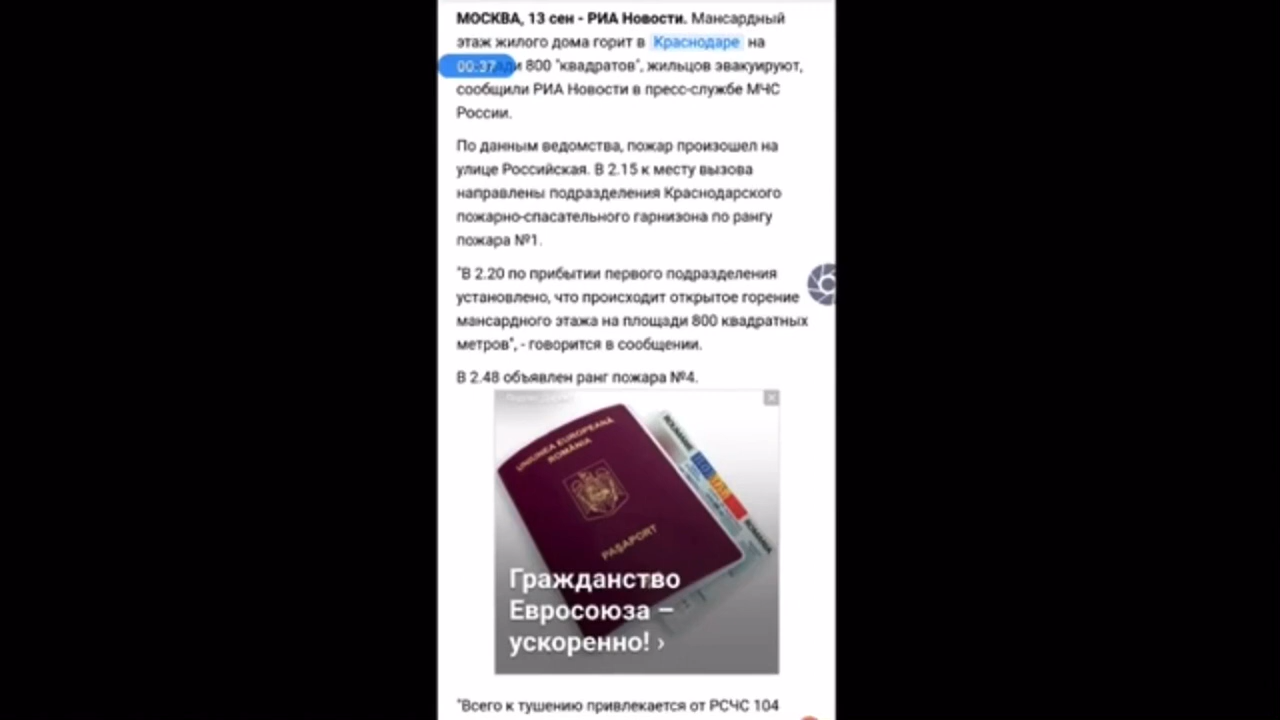 МОСКВА, 13 сен - РИА Новости. Мансардный
этаж жилого дома горит в Краснодаре на
00:37
800 "квадратов", жильцов эвакуируют,
сообщили РИА Новости в пресс-службе МЧС
России.
По данным ведомства, пожар произошел на
улице Российская. В 2.15 к месту вызова
направлены подразделения Краснодарского
пожарно-спасательного гарнизона по рангу
пожара №1.
"В 2.20 по прибытии первого подразделения
установлено, что происходит открытое горение
мансардного этажа на площади 800 квадратных
метров", - говорится в сообщении.
В 2.48 объявлен ранг пожара №4.
UNIUNEA EUROPEANĂ
ROMÂNIA
PAŞAPORT
Гражданство
Евросоюза –
ускоренно! ›
"Всего к тушению привлекается от РСЧС 104